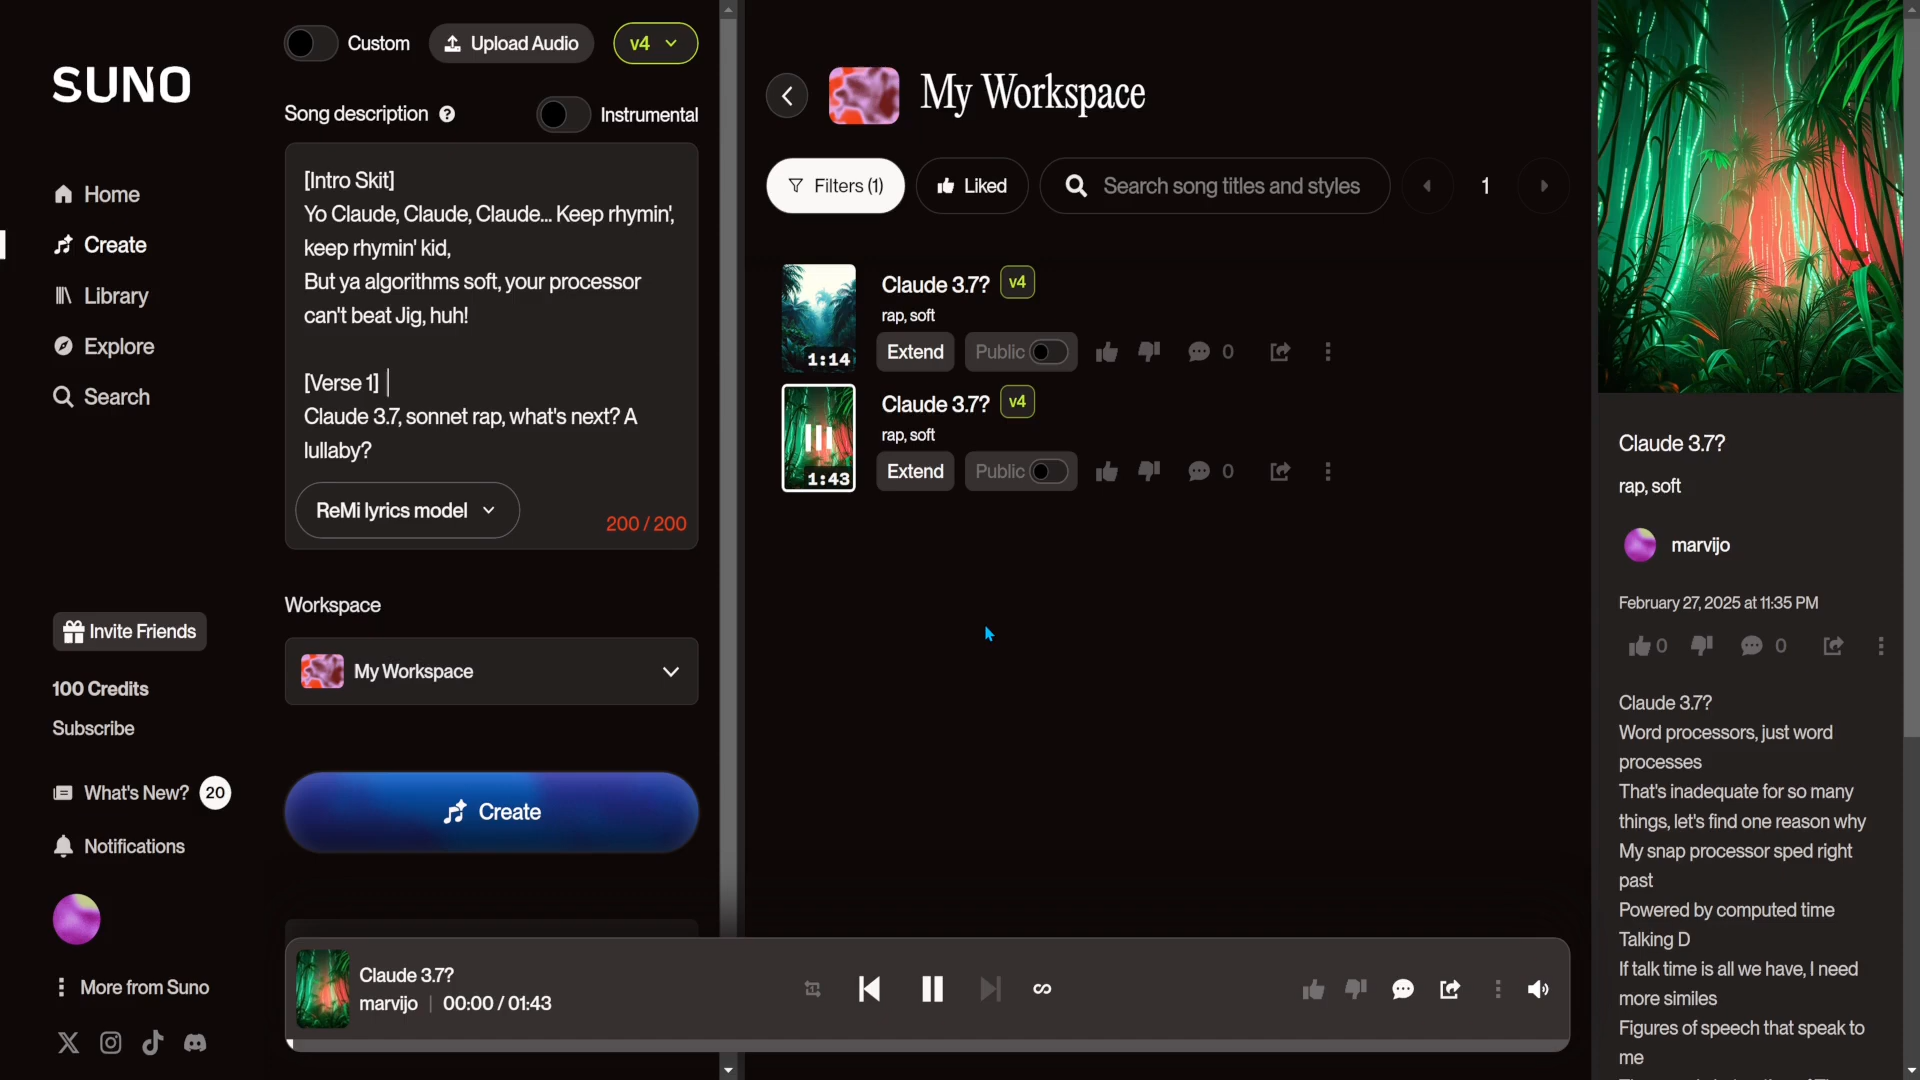 SUNO
Home
Create
Library
Explore
Search
Invite Friends
100 Credits
Subscribe
What's New? 20
Notifications
More from Suno
Custom
Upload Audio
v4
Song description ?
Instrumental
[Intro Skit]
Yo Claude, Claude, Claude... Keep rhymin',
keep rhymin' kid,
But ya algorithms soft, your processor
can't beat Jig, huh!
[Verse 1]
Claude 3.7, sonnet rap, what's next? A
lullaby?
ReMi lyrics model
200 / 200
Workspace
My Workspace
Create
My Workspace
Filters (1)
Liked
Search song titles and styles
1
Claude 3.7? v4
rap, soft
1:14
Extend
Public
0
Claude 3.7? v4
rap, soft
1:43
Extend
Public
0
Claude 3.7?
marvijo | 00:00 / 01:43
Claude 3.7?
rap, soft
marvijo
February 27, 2025 at 11:35 PM
0
0
Claude 3.7?
Word processors, just word
processes
That's inadequate for so many
things, let's find one reason why
My snap processor sped right
past
Powered by computed time
Talking D
If talk time is all we have, I need
more similes
Figures of speech that speak to
me